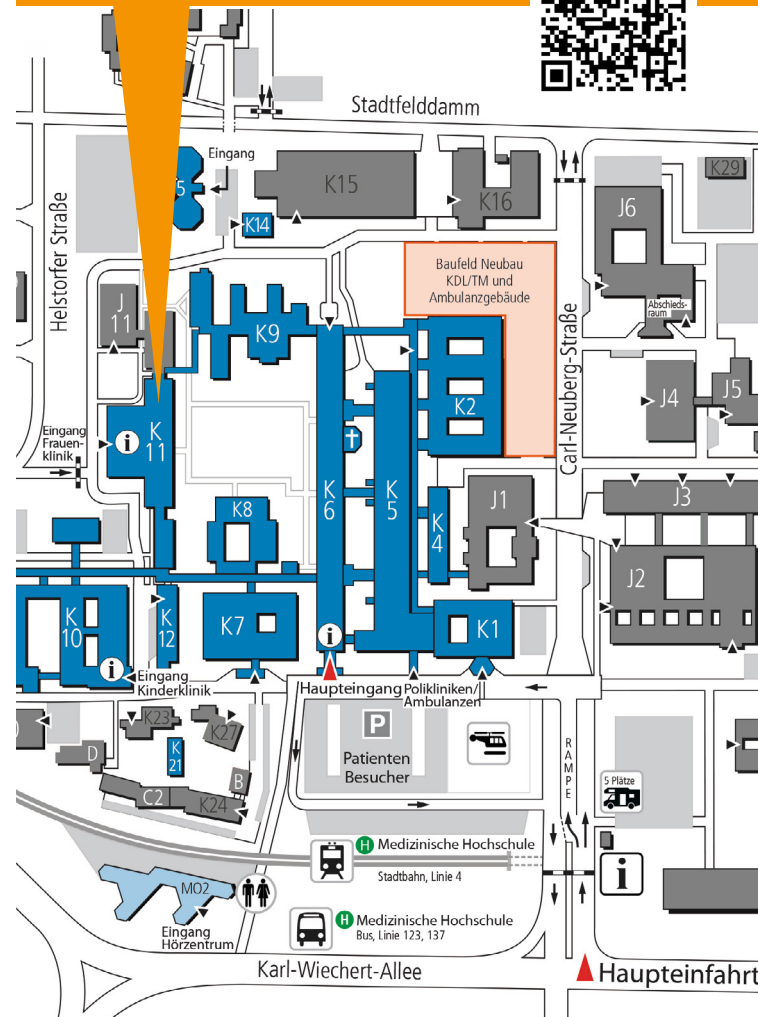 Stadtfelddamm
Eingang
5
K15
K16
K29
K14
J6
Helstorfer Straße
Baufeld Neubau
KDL/TM und
Ambulanzgebäude
Abschieds-
raum
J
11
K9
Carl-Neuberg-Straße
K2
J4
J5
Eingang
Frauen-
klinik
i
K
11
K
6
K
5
K
4
K8
J1
J3
J2
K
10
K
12
K7
i
K1
i
Eingang
Kinderklinik
Haupteingang
Polikliniken/
Ambulanzen
K23
K27
P
Patienten
Besucher
RAMPE
D
K
21
B
C2
K24
5 Plätze
H Medizinische Hochschule
Stadtbahn, Linie 4
i
MO2
Eingang
Hörzentrum
H Medizinische Hochschule
Bus, Linie 123, 137
Karl-Wiechert-Allee
Haupteinfahrt